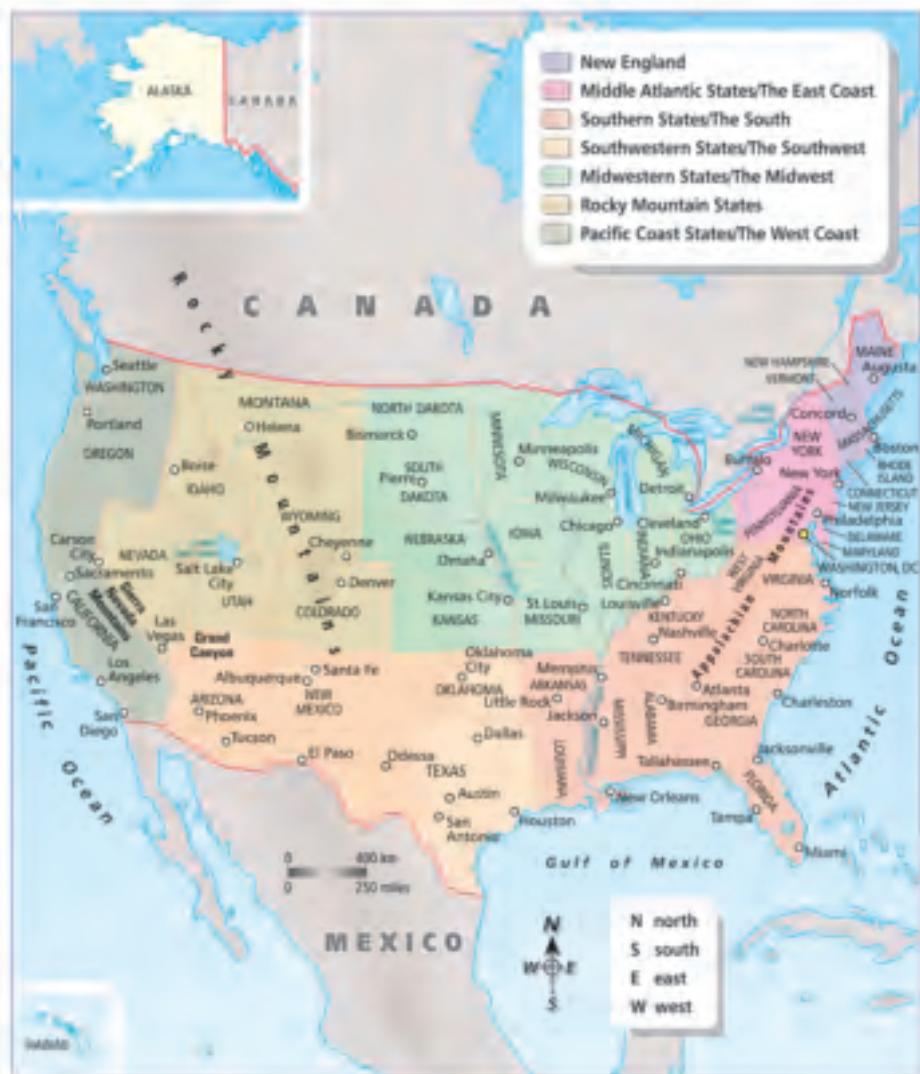 ALASKA
CANADA
New England
Middle Atlantic States/The East Coast
Southern States/The South
Southwestern States/The Southwest
Midwestern States/The Midwest
Rocky Mountain States
Pacific Coast States/The West Coast
CANADA
Rocky Mountains
Seattle
WASHINGTON
Portland
OREGON
MONTANA
Helena
Boise
IDAHO
WYOMING
Cheyenne
NORTH DAKOTA
Bismarck
SOUTH
Pierre
DAKOTA
NEBRASKA
Omaha
MINNESOTA
Minneapolis
WISCONSIN
Milwaukee
MICHIGAN
Detroit
IOWA
Chicago
Cleveland
OHIO
ILLINOIS
INDIANA
Indianapolis
Cincinnati
NEW HAMPSHIRE
VERMONT
MAINE
Augusta
Concord
MASSACHUSETTS
Boston
NEW
YORK
RHODE
ISLAND
Buffalo
New York
CONNECTICUT
NEW JERSEY
PENNSYLVANIA
Philadelphia
DELAWARE
MARYLAND
WASHINGTON, DC
Carson
City
NEVADA
Sacramento
San
Francisco
CALIFORNIA
Sierra
Nevada
Mountains
Salt Lake
City
UTAH
Denver
COLORADO
Kansas City
KANSAS
St. Louis
MISSOURI
Louisville
KENTUCKY
WEST
VIRGINIA
VIRGINIA
Norfolk
Appalachian Mountains
Las
Vegas
Grand
Canyon
Los
Angeles
San
Diego
ARIZONA
Phoenix
Tucson
Albuquerque
Santa Fe
NEW
MEXICO
El Paso
Oklahoma
City
OKLAHOMA
Memphis
ARKANSAS
Little Rock
Nashville
TENNESSEE
NORTH
CAROLINA
Charlotte
SOUTH
CAROLINA
Charleston
Atlanta
GEORGIA
Birmingham
ALABAMA
Jackson
MISSISSIPPI
LOUISIANA
New Orleans
Odessa
Dallas
TEXAS
Austin
San
Antonio
Houston
Tallahassee
Jacksonville
FLORIDA
Tampa
Miami
Pacific Ocean
Atlantic Ocean
Gulf of Mexico
0 400 km
0 250 miles
MEXICO
N
W E
S
N north
S south
E east
W west
HAWAII